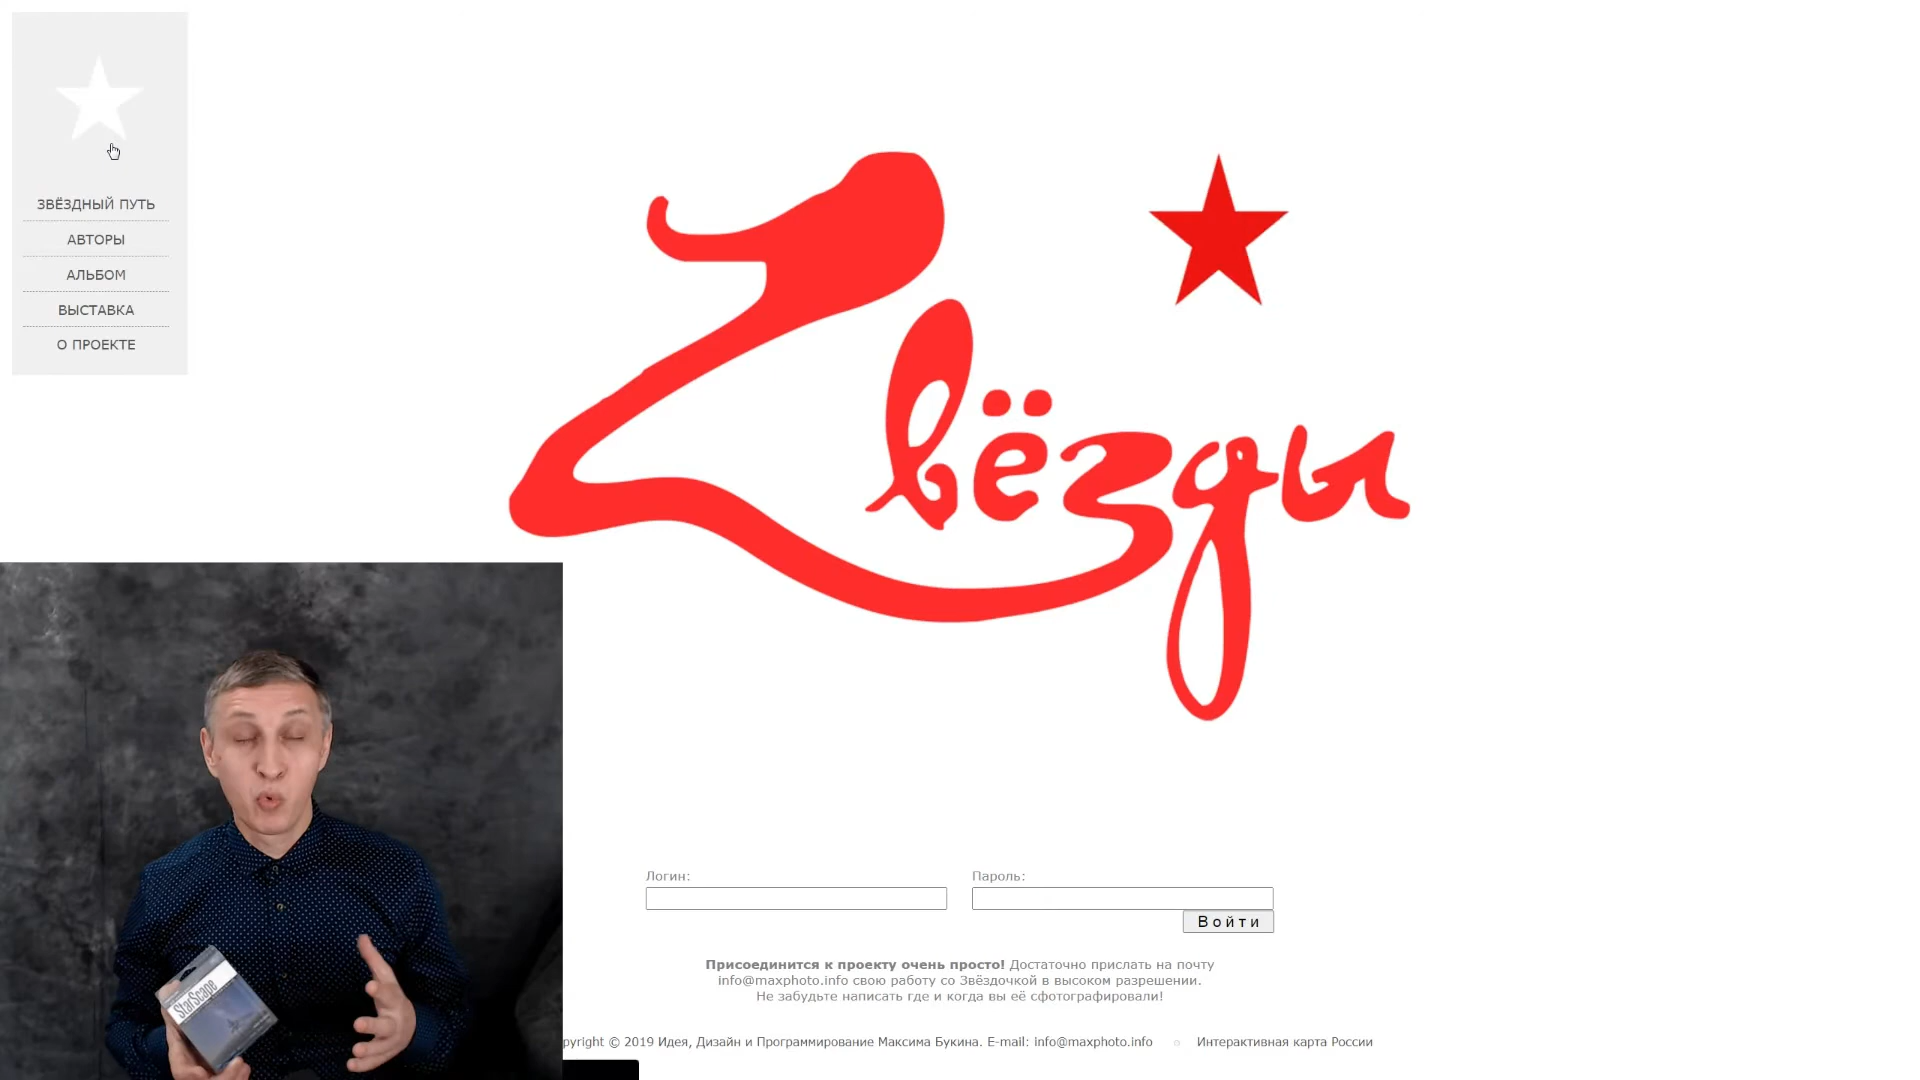 ЗВЁЗДНЫЙ ПУТЬ
АВТОРЫ
АЛЬБОМ
ВЫСТАВКА
О ПРОЕКТЕ
Zвёзды
Логин:
Пароль:
Войти
Присоединится к проекту очень просто! Достаточно прислать на почту
info@maxphoto.info свою работу со Звёздочкой в высоком разрешении.
Не забудьте написать где и когда вы её сфотографировали!
pyright © 2019 Идея, Дизайн и Программирование Максима Букина. E-mail: info@maxphoto.info
Интерактивная карта России
StarScape